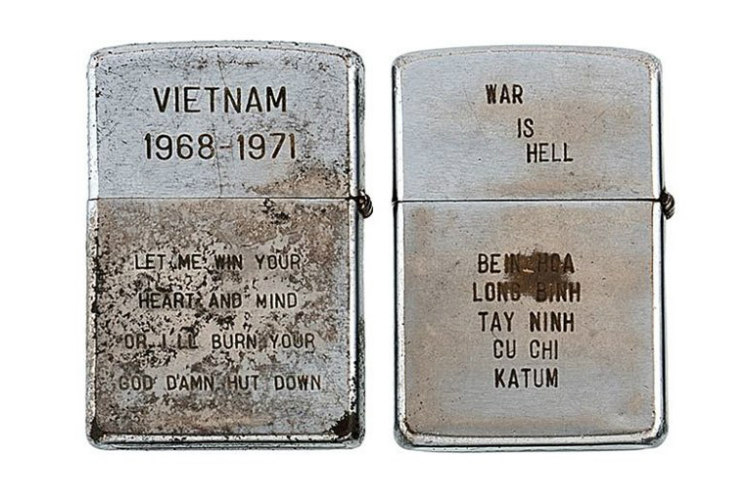 VIETNAM
1968-1971
LET ME WIN YOUR
HEART AND MIND
OR I'LL BURN YOUR
GOD DAMN HUT DOWN
WAR
IS
HELL
BEIN HOA
LONG BINH
TAY NINH
CU CHI
KATUM